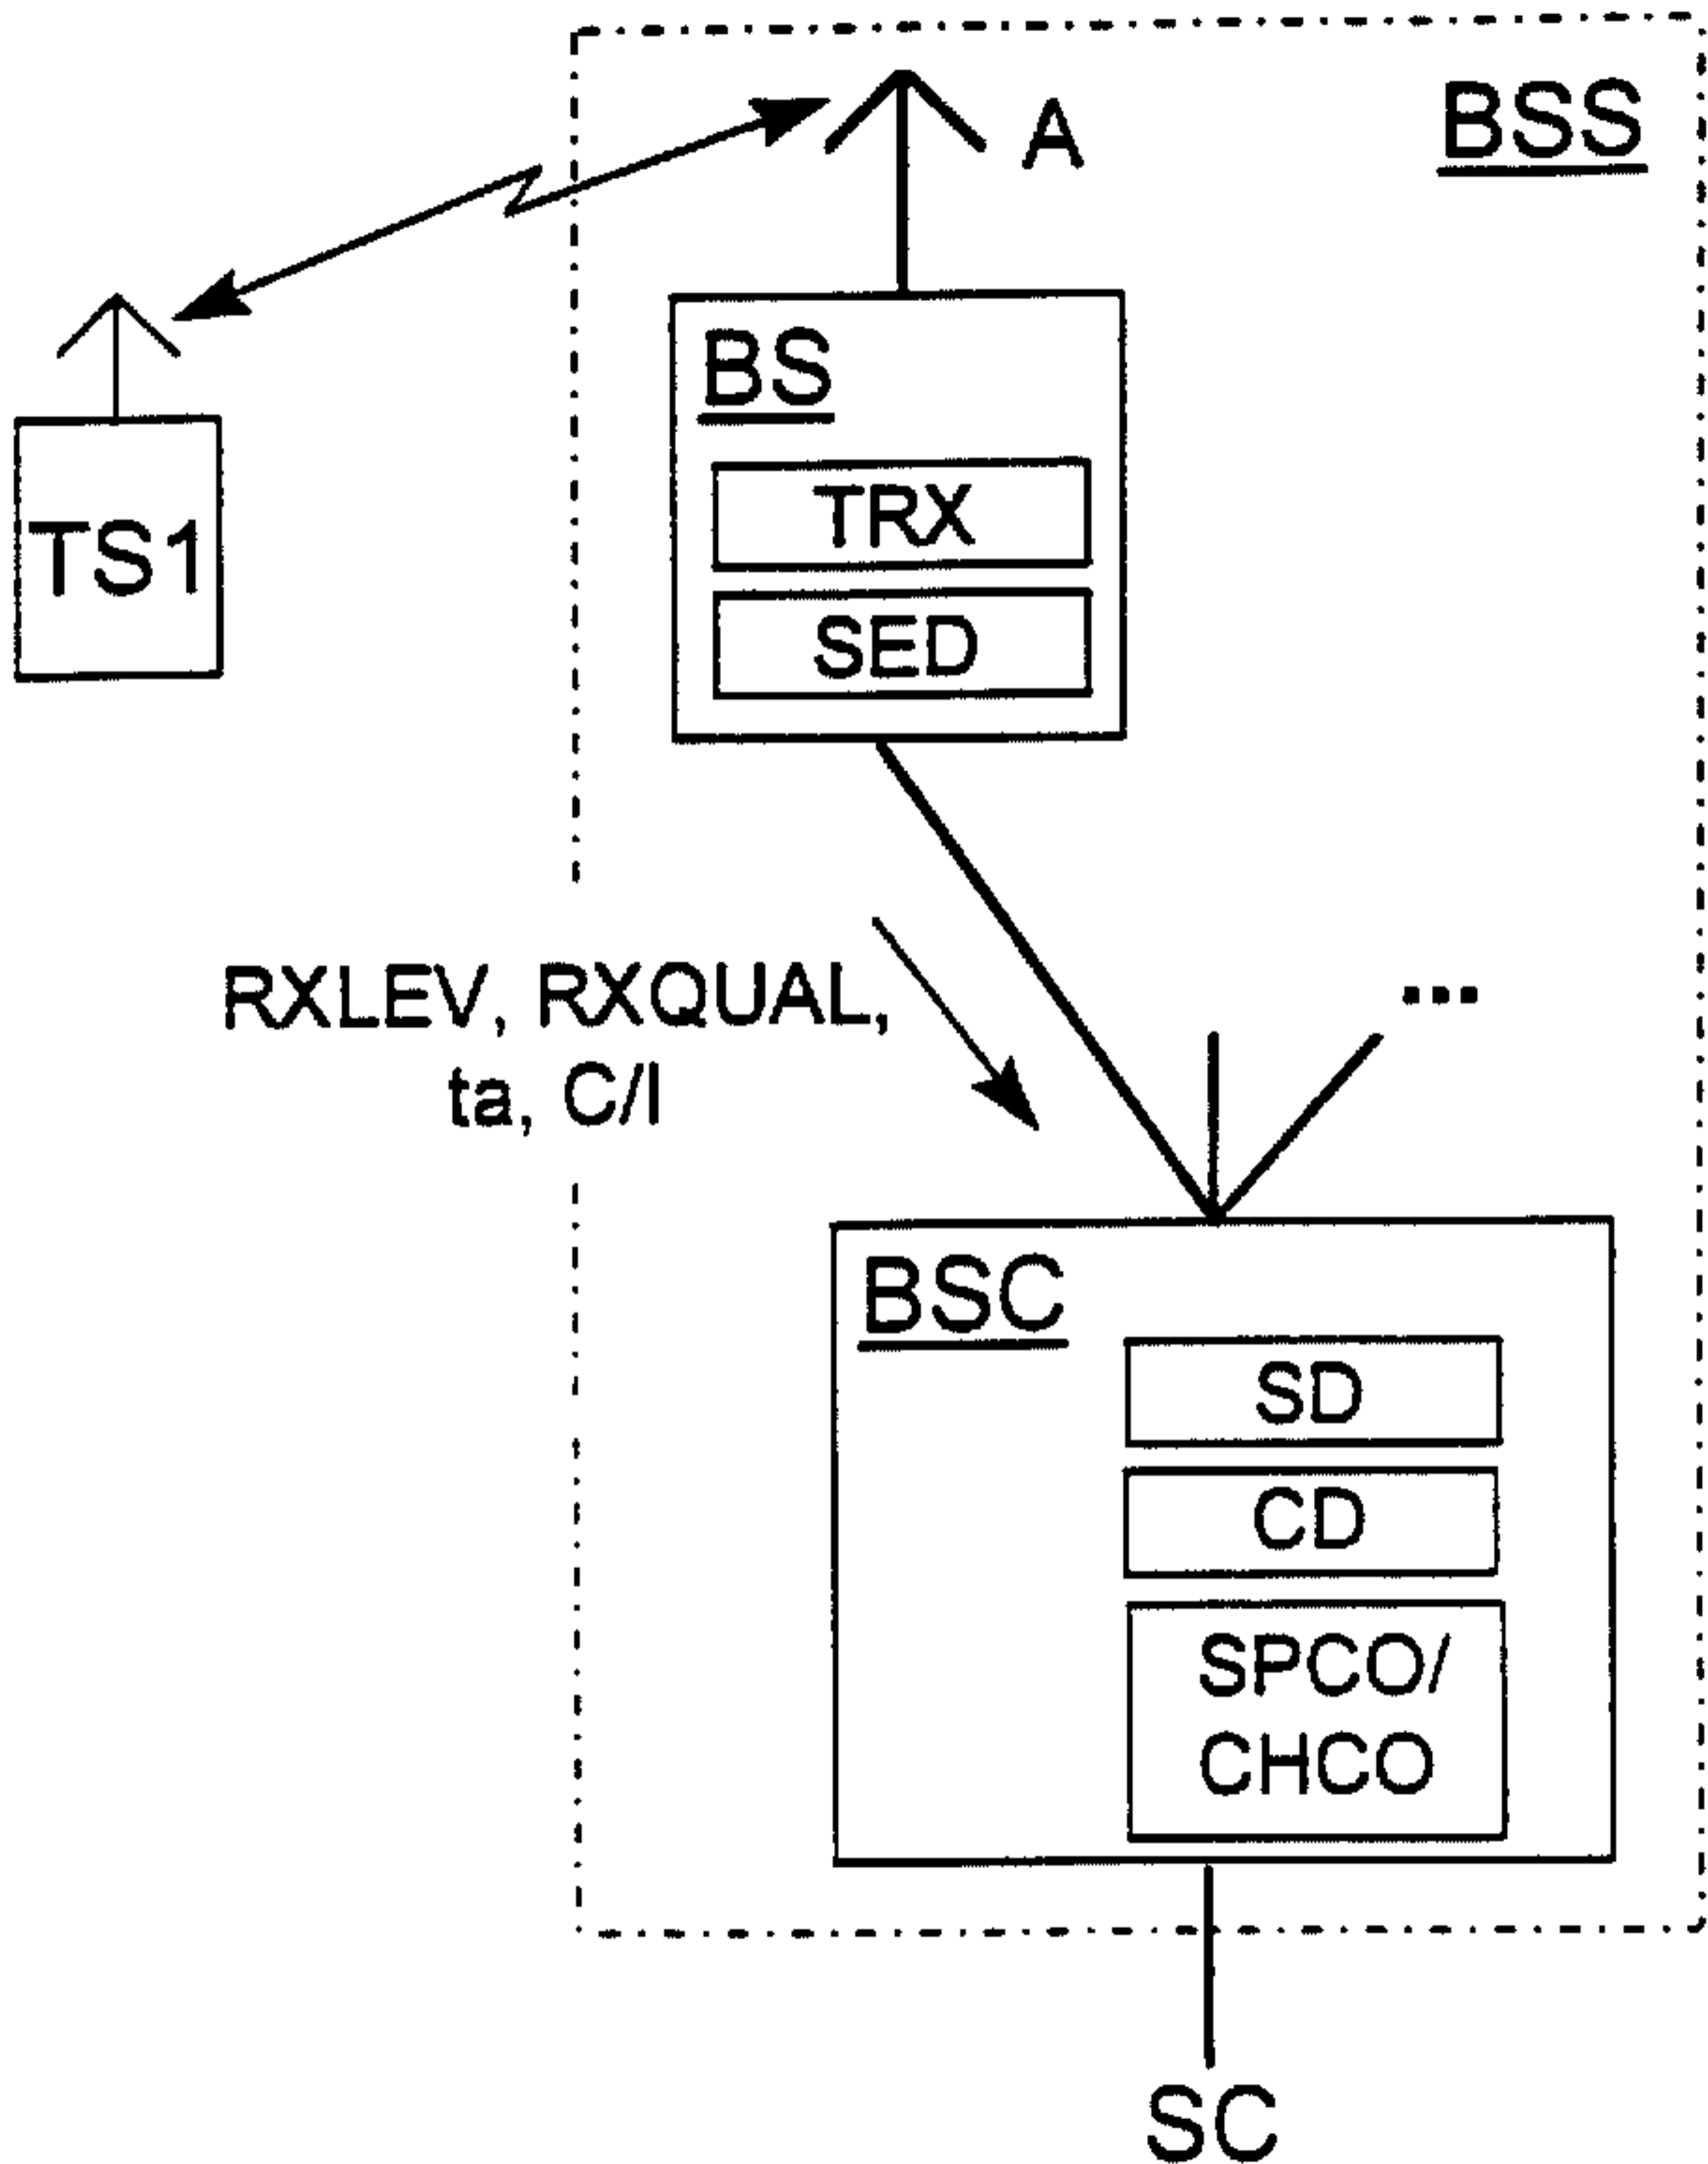 BSS
A
BS
TRX
SED
TS1
RXLEV, RXQUAL,
ta, C/I
...
BSC
SD
CD
SPCO/
CHCO
SC